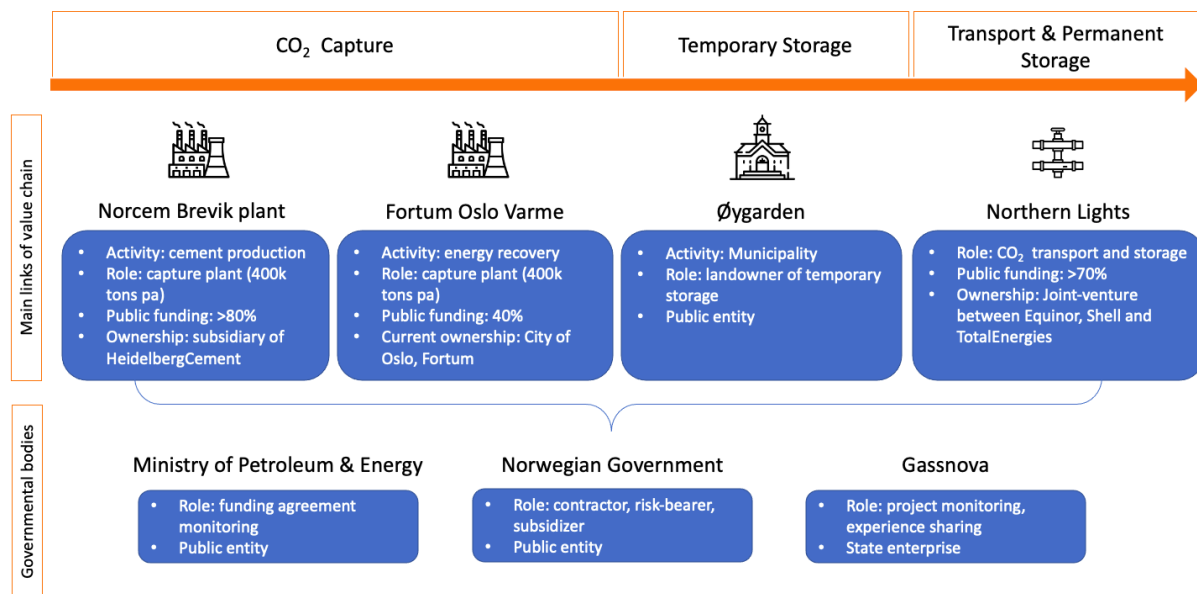 CO₂ Capture
Temporary Storage
Transport & Permanent
Storage
Main links of value chain
Norcem Brevik plant
• Activity: cement production
• Role: capture plant (400k
tons pa)
• Public funding: >80%
• Ownership: subsidiary of
HeidelbergCement
Fortum Oslo Varme
• Activity: energy recovery
• Role: capture plant (400k
tons pa)
• Public funding: 40%
• Current ownership: City of
Oslo, Fortum
Øygarden
• Activity: Municipality
• Role: landowner of temporary
storage
• Public entity
Northern Lights
• Role: CO₂ transport and storage
• Public funding: >70%
• Ownership: Joint-venture
between Equinor, Shell and
TotalEnergies
Governmental bodies
Ministry of Petroleum & Energy
• Role: funding agreement
monitoring
• Public entity
Norwegian Government
• Role: contractor, risk-bearer,
subsidizer
• Public entity
Gassnova
• Role: project monitoring,
experience sharing
• State enterprise